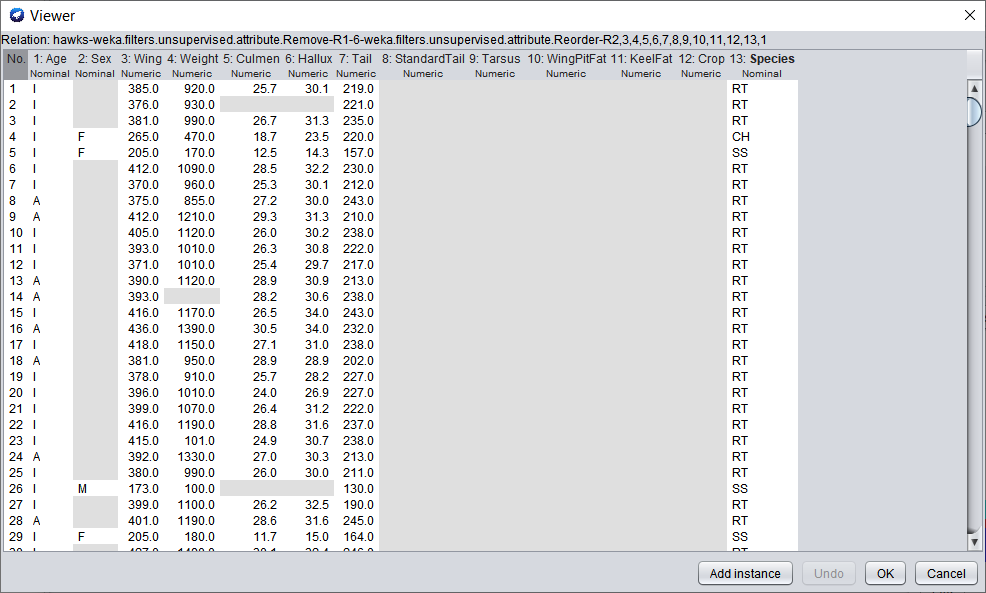 Viewer
Relation: hawks-weka.filters.unsupervised.attribute.Remove-R1-6-weka.filters.unsupervised.attribute.Reorder-R2,3,4,5,6,7,8,9,10,11,12,13,1
No. 1: Age 2: Sex 3: Wing 4: Weight 5: Culmen 6: Hallux 7: Tail 8: StandardTail 9: Tarsus 10: WingPitFat 11: KeelFat 12: Crop 13: Species
Nominal Nominal Numeric Numeric Numeric Numeric Numeric Numeric Numeric Numeric Numeric Numeric Nominal
1 I 385.0 920.0 25.7 30.1 219.0 RT
2 I 376.0 930.0 221.0 RT
3 I 381.0 990.0 26.7 31.3 235.0 RT
4 I F 265.0 470.0 18.7 23.5 220.0 CH
5 I F 205.0 170.0 12.5 14.3 157.0 SS
6 I 412.0 1090.0 28.5 32.2 230.0 RT
7 I 370.0 960.0 25.3 30.1 212.0 RT
8 A 375.0 855.0 27.2 30.0 243.0 RT
9 A 412.0 1210.0 29.3 31.3 210.0 RT
10 I 405.0 1120.0 26.0 30.2 238.0 RT
11 I 393.0 1010.0 26.3 30.8 222.0 RT
12 I 371.0 1010.0 25.4 29.7 217.0 RT
13 A 390.0 1120.0 28.9 30.9 213.0 RT
14 A 393.0 28.2 30.6 238.0 RT
15 I 416.0 1170.0 26.5 34.0 243.0 RT
16 A 436.0 1390.0 30.5 34.0 232.0 RT
17 I 418.0 1150.0 27.1 31.0 238.0 RT
18 A 381.0 950.0 28.9 28.9 202.0 RT
19 I 378.0 910.0 25.7 28.2 227.0 RT
20 I 396.0 1010.0 24.0 26.9 227.0 RT
21 I 399.0 1070.0 26.4 31.2 222.0 RT
22 I 416.0 1190.0 28.8 31.6 237.0 RT
23 I 415.0 101.0 24.9 30.7 238.0 RT
24 A 392.0 1330.0 27.0 30.3 213.0 RT
25 I 380.0 990.0 26.0 30.0 211.0 RT
26 I M 173.0 100.0 130.0 SS
27 I 399.0 1100.0 26.2 32.5 190.0 RT
28 A 401.0 1190.0 28.6 31.6 245.0 RT
29 I F 205.0 180.0 11.7 15.0 164.0 SS
Add instance Undo OK Cancel